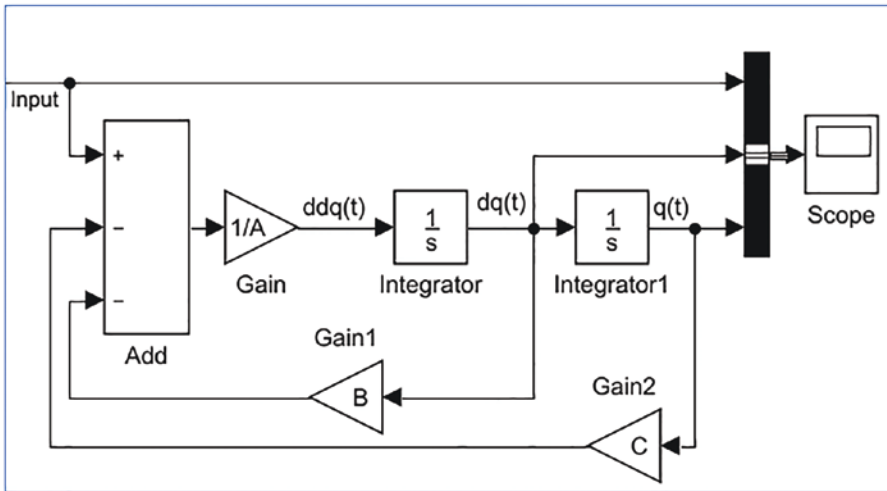 Input
+
−
−
Add
1/A
Gain
ddq(t)
1
s
Integrator
dq(t)
1
s
Integrator1
q(t)
Scope
Gain1
B
Gain2
C